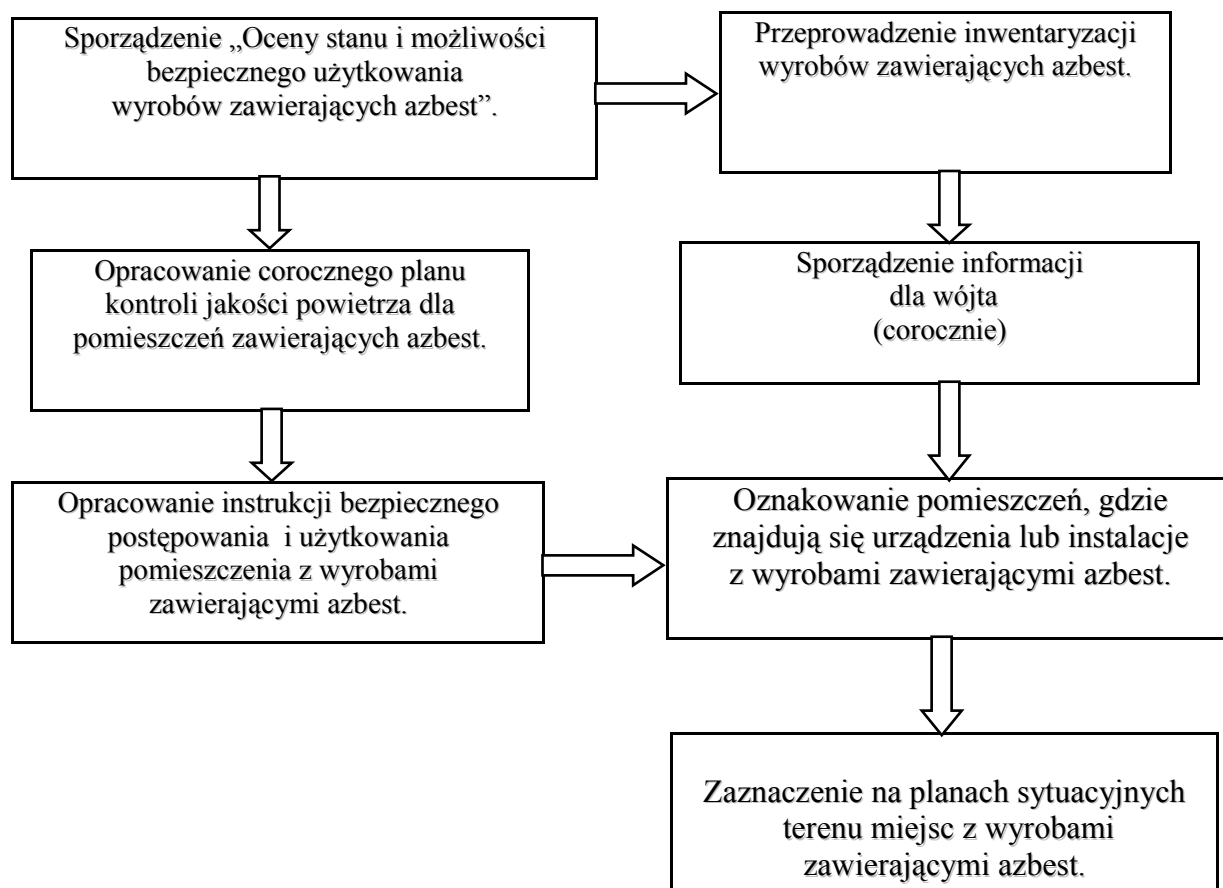 Sporządzenie „Oceny stanu i możliwości
bezpiecznego użytkowania
wyrobów zawierających azbest”.
Przeprowadzenie inwentaryzacji
wyrobów zawierających azbest.
Opracowanie corocznego planu
kontroli jakości powietrza dla
pomieszczeń zawierających azbest.
Sporządzenie informacji
dla wójta
(corocznie)
Opracowanie instrukcji bezpiecznego
postępowania i użytkowania
pomieszczenia z wyrobami
zawierającymi azbest.
Oznakowanie pomieszczeń, gdzie
znajdują się urządzenia lub instalacje
z wyrobami zawierającymi azbest.
Zaznaczenie na planach sytuacyjnych
terenu miejsc z wyrobami
zawierającymi azbest.